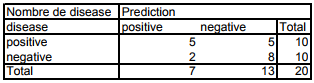 Nombre de disease Prediction
disease positive negative Total
positive 5 5 10
negative 2 8 10
Total 7 13 20